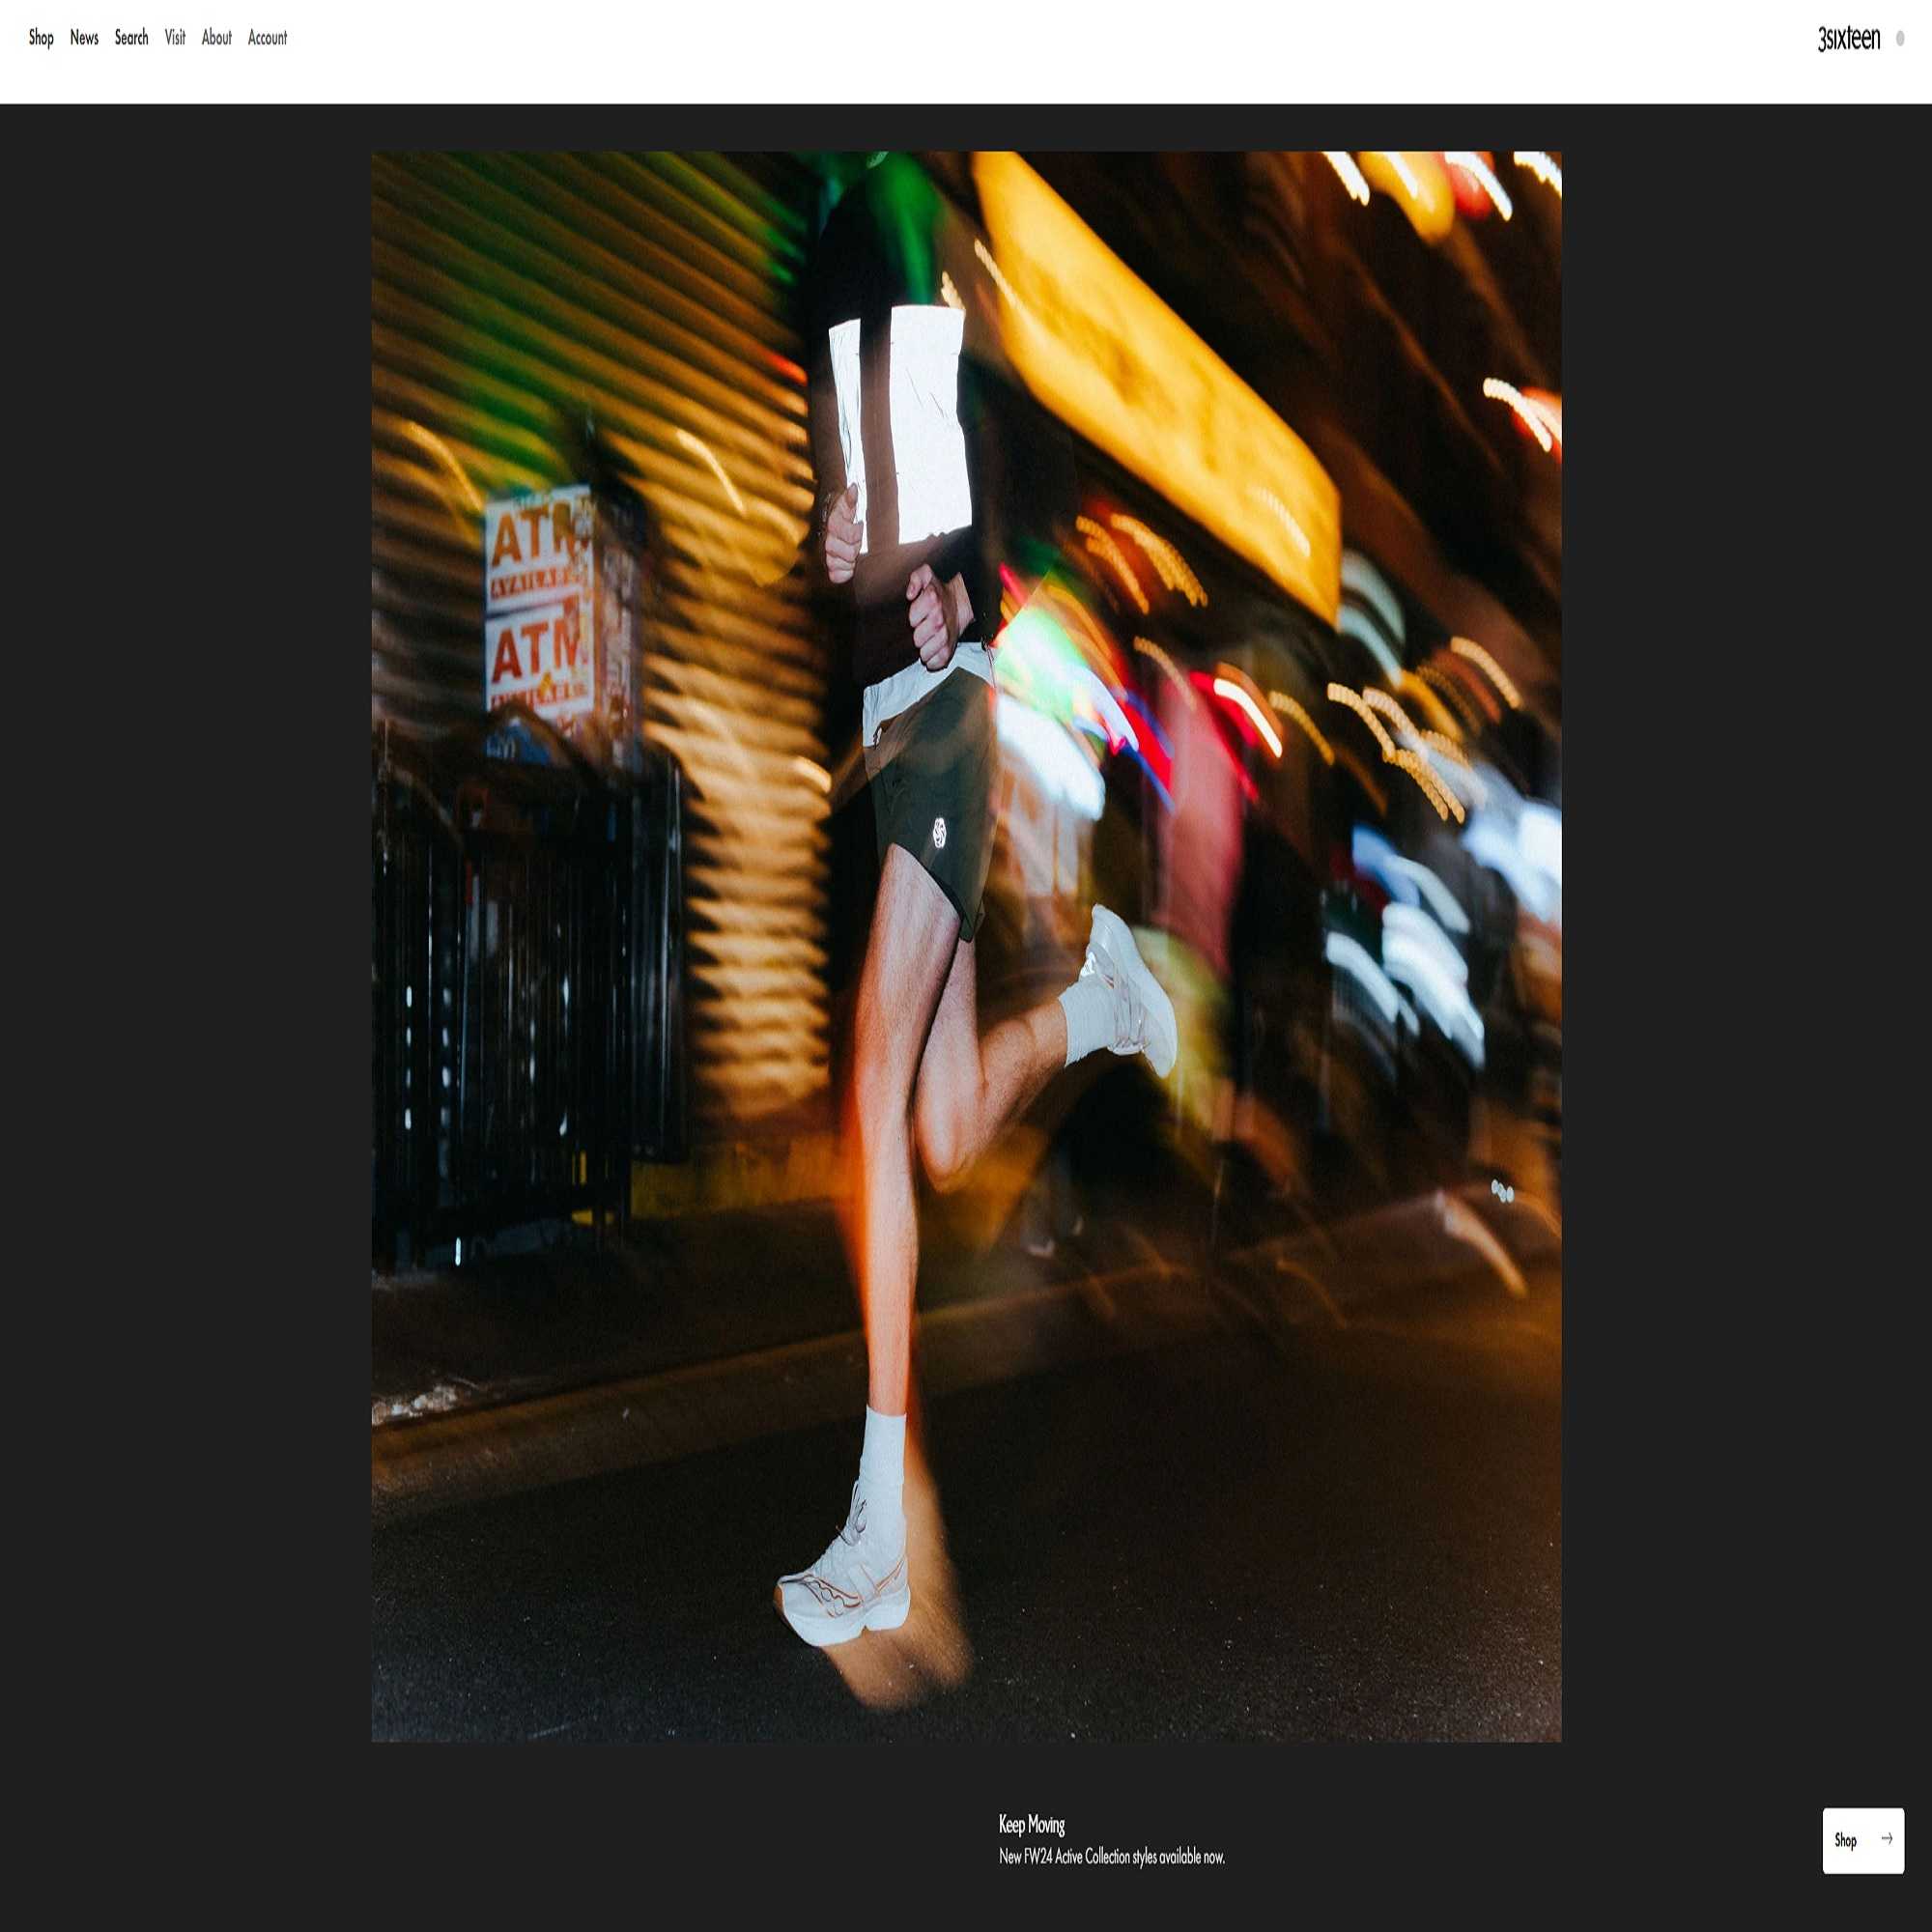 Shop News Search Visit About Account
3sixteen
ATM
AVAILABLE
ATM
Keep Moving
New FW24 Active Collection styles available now.
Shop →